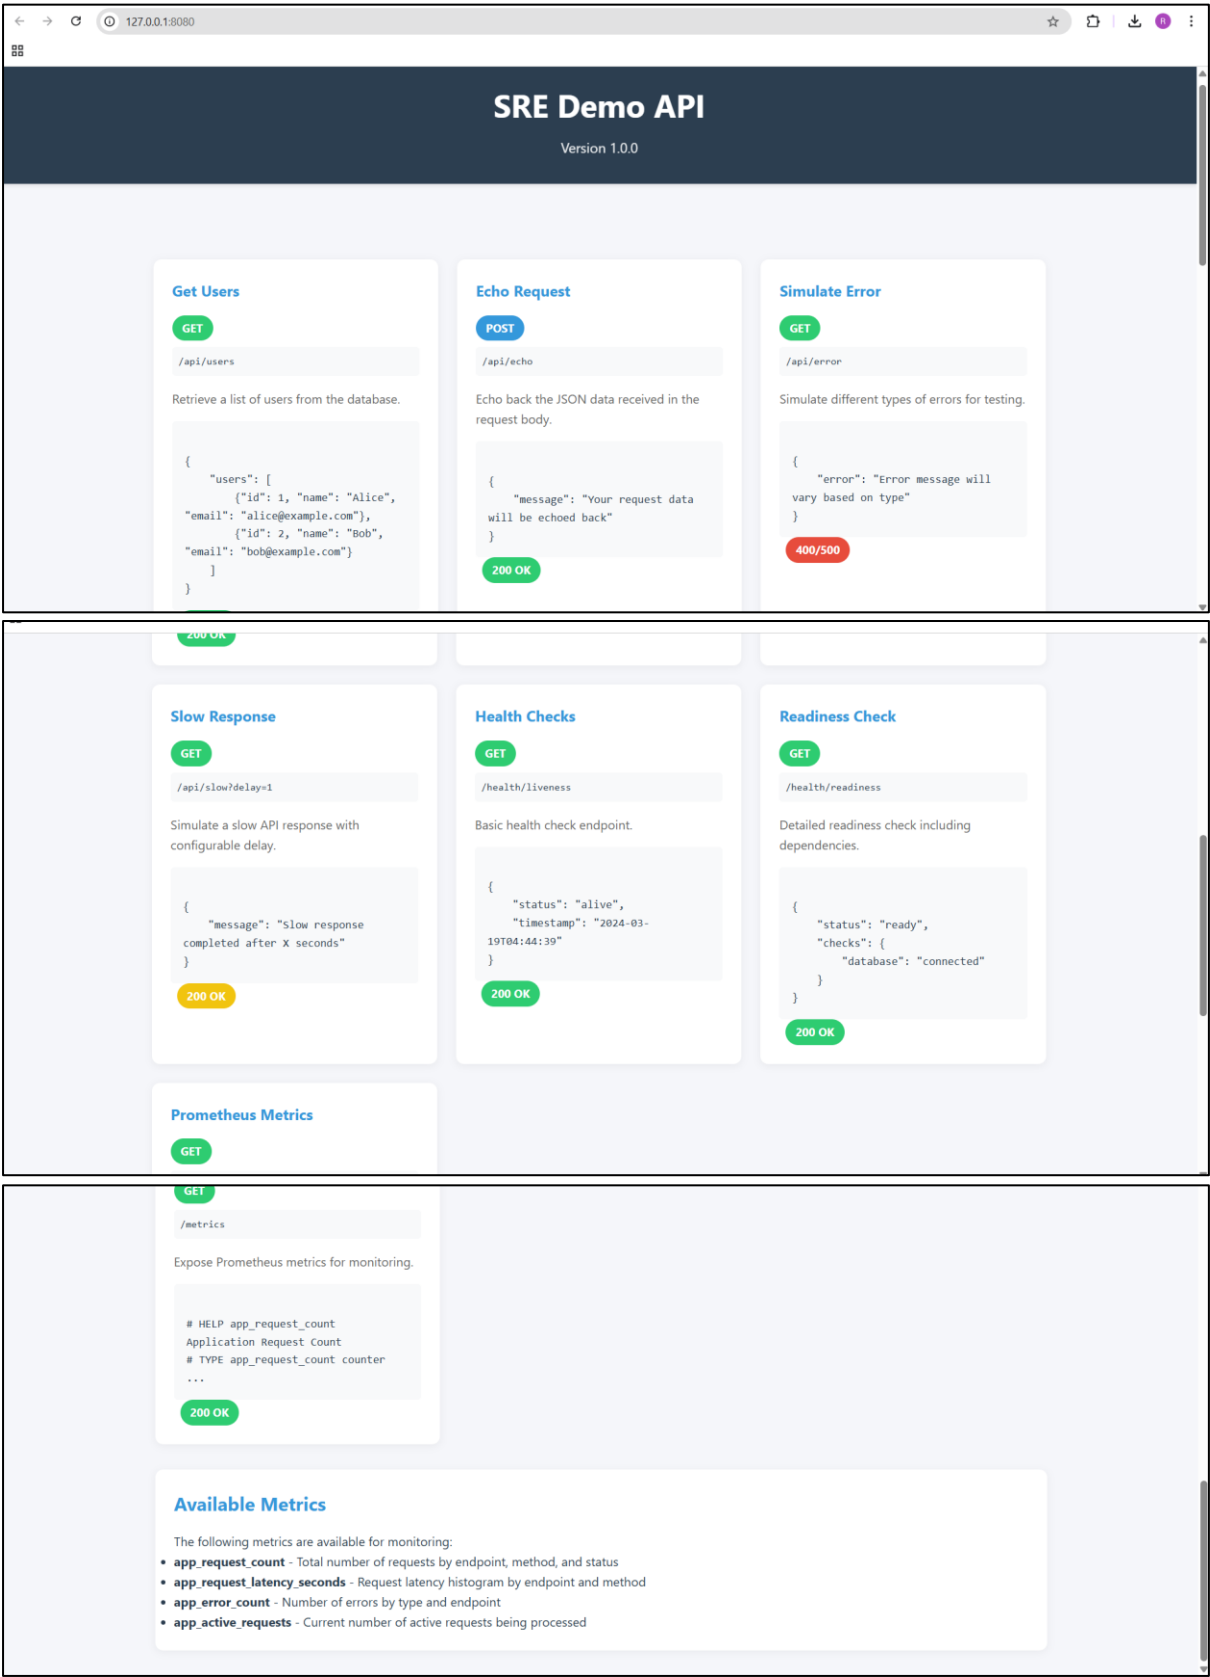 127.0.0.1:8080
R
SRE Demo API
Version 1.0.0
Get Users
GET
/api/users
Retrieve a list of users from the database.
{
"users": [
{"id": 1, "name": "Alice",
"email": "alice@example.com"},
{"id": 2, "name": "Bob",
"email": "bob@example.com"}
]
}
Echo Request
POST
/api/echo
Echo back the JSON data received in the
request body.
{
"message": "Your request data
will be echoed back"
}
200 OK
Simulate Error
GET
/api/error
Simulate different types of errors for testing.
{
"error": "Error message will
vary based on type"
}
400/500
200 OK
Slow Response
GET
/api/slow?delay=1
Simulate a slow API response with
configurable delay.
{
"message": "Slow response
completed after X seconds"
}
200 OK
Health Checks
GET
/health/liveness
Basic health check endpoint.
{
"status": "alive",
"timestamp": "2024-03-
19T04:44:39"
}
200 OK
Readiness Check
GET
/health/readiness
Detailed readiness check including
dependencies.
{
"status": "ready",
"checks": {
"database": "connected"
}
}
200 OK
Prometheus Metrics
GET
GET
/metrics
Expose Prometheus metrics for monitoring.
# HELP app_request_count
Application Request Count
# TYPE app_request_count counter
...
200 OK
Available Metrics
The following metrics are available for monitoring:
• app_request_count - Total number of requests by endpoint, method, and status
• app_request_latency_seconds - Request latency histogram by endpoint and method
• app_error_count - Number of errors by type and endpoint
• app_active_requests - Current number of active requests being processed